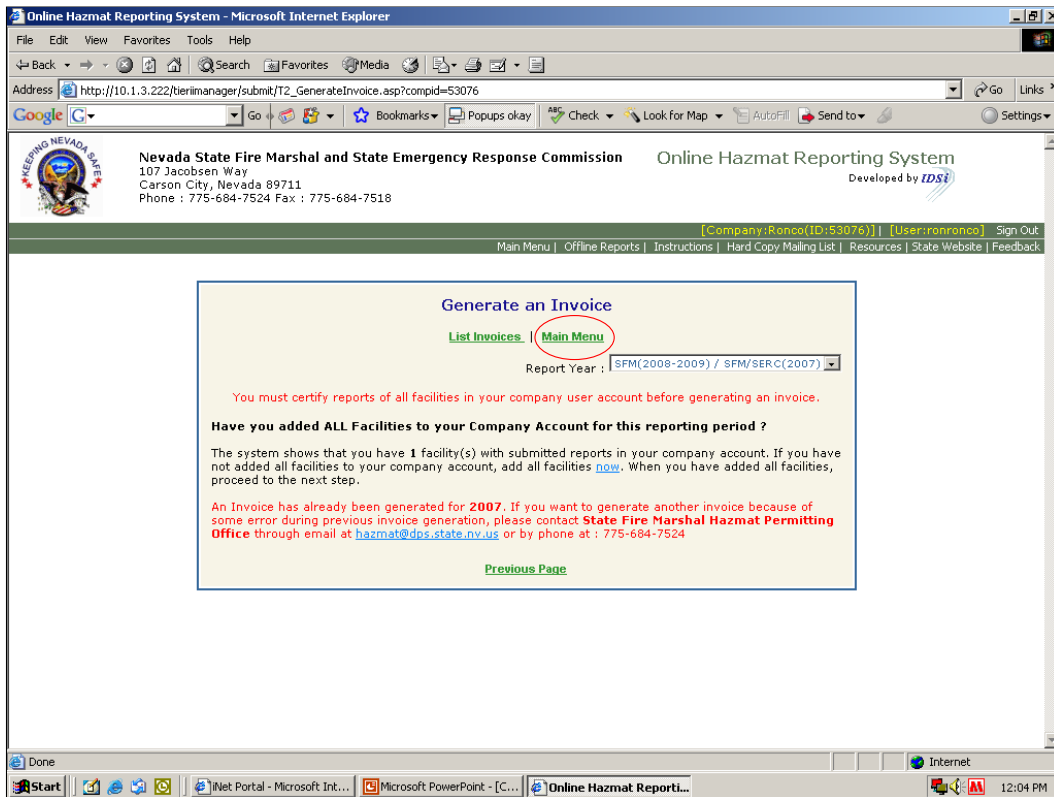 Online Hazmat Reporting System - Microsoft Internet Explorer
File Edit View Favorites Tools Help
Back Search Favorites Media
Address http://10.1.3.222/tieriimanager/submit/T2_GenerateInvoice.asp?compid=53076 Go Links »
Google G Go Bookmarks Popups okay ABC Check Look for Map AutoFill Send to Settings
KEEPING NEVADA SAFE
Nevada State Fire Marshal and State Emergency Response Commission
107 Jacobsen Way
Carson City, Nevada 89711
Phone : 775-684-7524 Fax : 775-684-7518
Online Hazmat Reporting System
Developed by IDSi
[Company:Ronco(ID:53076)] | [User:ronronco] Sign Out
Main Menu | Offline Reports | Instructions | Hard Copy Mailing List | Resources | State Website | Feedback
Generate an Invoice
List Invoices | Main Menu
Report Year : SFM(2008-2009) / SFM/SERC(2007)
You must certify reports of all facilities in your company user account before generating an invoice.
Have you added ALL Facilities to your Company Account for this reporting period ?
The system shows that you have 1 facility(s) with submitted reports in your company account. If you have
not added all facilities to your company account, add all facilities now. When you have added all facilities,
proceed to the next step.
An Invoice has already been generated for 2007. If you want to generate another invoice because of
some error during previous invoice generation, please contact State Fire Marshal Hazmat Permitting
Office through email at hazmat@dps.state.nv.us or by phone at : 775-684-7524
Previous Page
Done Internet
Start iNet Portal - Microsoft Int... Microsoft PowerPoint - [C... Online Hazmat Reporti... 12:04 PM